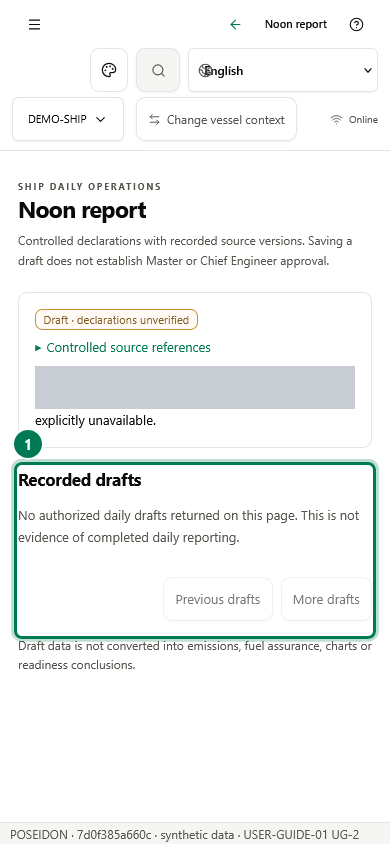 Noon report
English
DEMO-SHIP
Change vessel context
Online
SHIP DAILY OPERATIONS
Noon report
Controlled declarations with recorded source versions. Saving a
draft does not establish Master or Chief Engineer approval.
Draft · declarations unverified
▸ Controlled source references
explicitly unavailable.
1
Recorded drafts
No authorized daily drafts returned on this page. This is not
evidence of completed daily reporting.
Previous drafts
More drafts
Draft data is not converted into emissions, fuel assurance, charts or
readiness conclusions.
POSEIDON · 7d0f385a660c · synthetic data · USER-GUIDE-01 UG-2